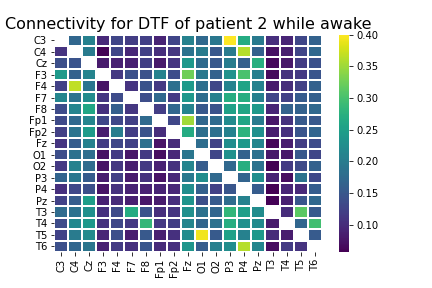 Connectivity for DTF of patient 2 while awake
C3
C4
Cz
F3
F4
F7
F8
Fp1
Fp2
Fz
O1
O2
P3
P4
Pz
T3
T4
T5
T6
C3 C4 Cz F3 F4 F7 F8 Fp1 Fp2 Fz O1 O2 P3 P4 Pz T3 T4 T5 T6
0.40
0.35
0.30
0.25
0.20
0.15
0.10